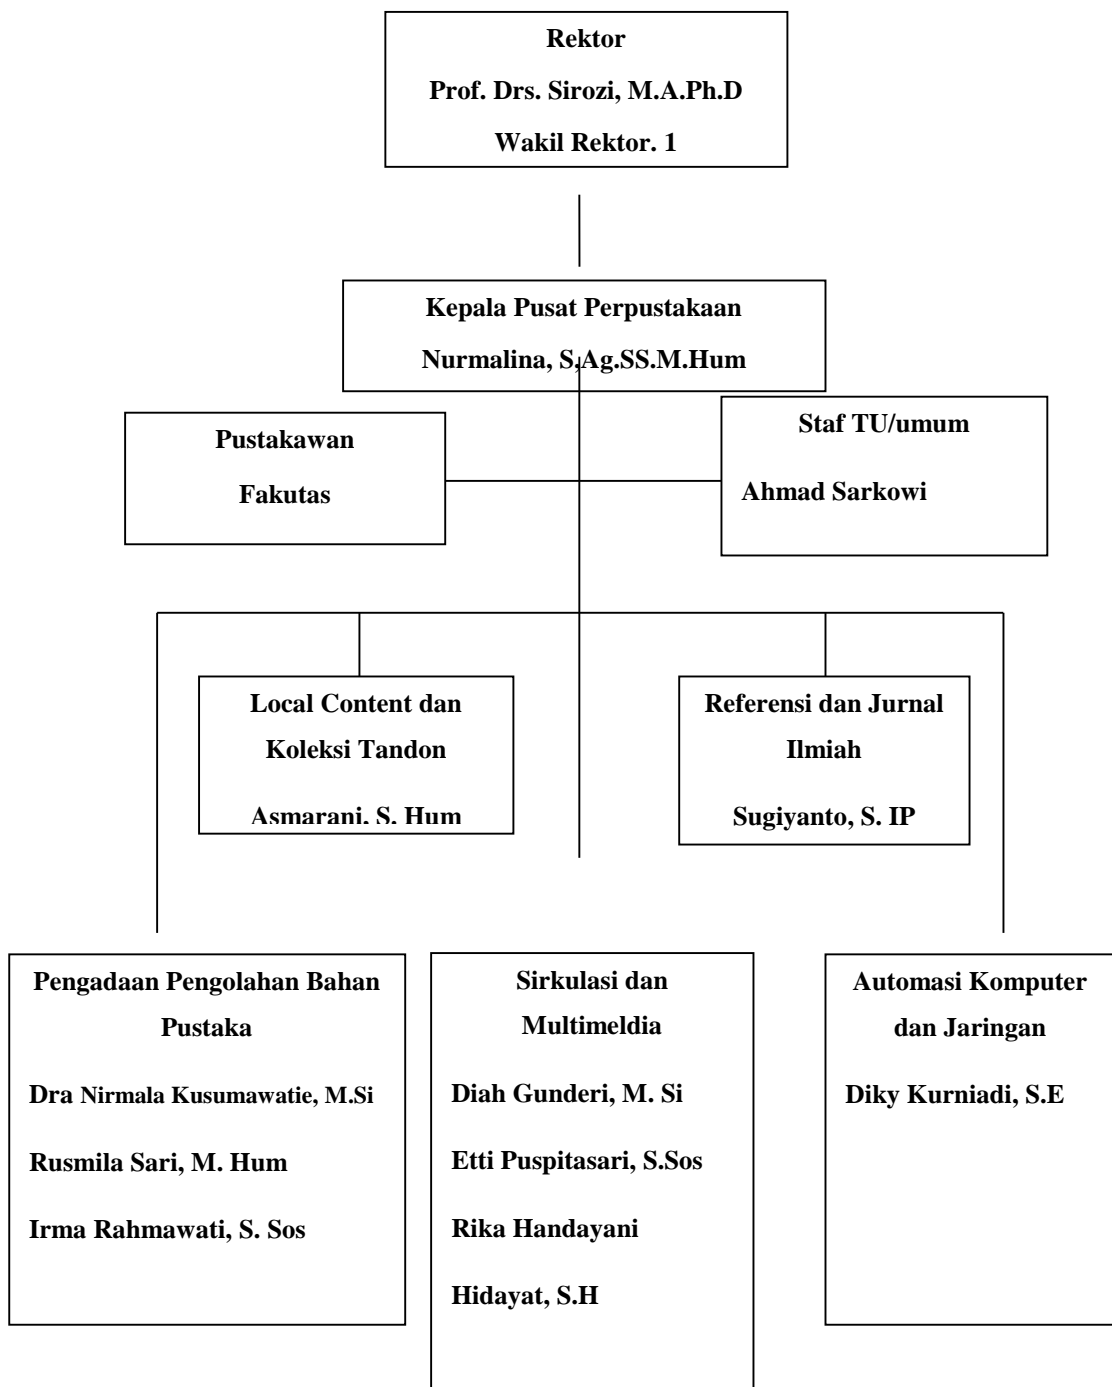 Rektor
Prof. Drs. Sirozi, M.A.Ph.D
Wakil Rektor. 1
Kepala Pusat Perpustakaan
Nurmalina, S,Ag.SS.M.Hum
Pustakawan
Fakutas
Staf TU/umum
Ahmad Sarkowi
Local Content dan
Koleksi Tandon
Asmarani, S. Hum
Referensi dan Jurnal
Ilmiah
Sugiyanto, S. IP
Pengadaan Pengolahan Bahan
Pustaka
Dra Nirmala Kusumawatie, M.Si
Rusmila Sari, M. Hum
Irma Rahmawati, S. Sos
Sirkulasi dan
Multimeldia
Diah Gunderi, M. Si
Etti Puspitasari, S.Sos
Rika Handayani
Hidayat, S.H
Automasi Komputer
dan Jaringan
Diky Kurniadi, S.E